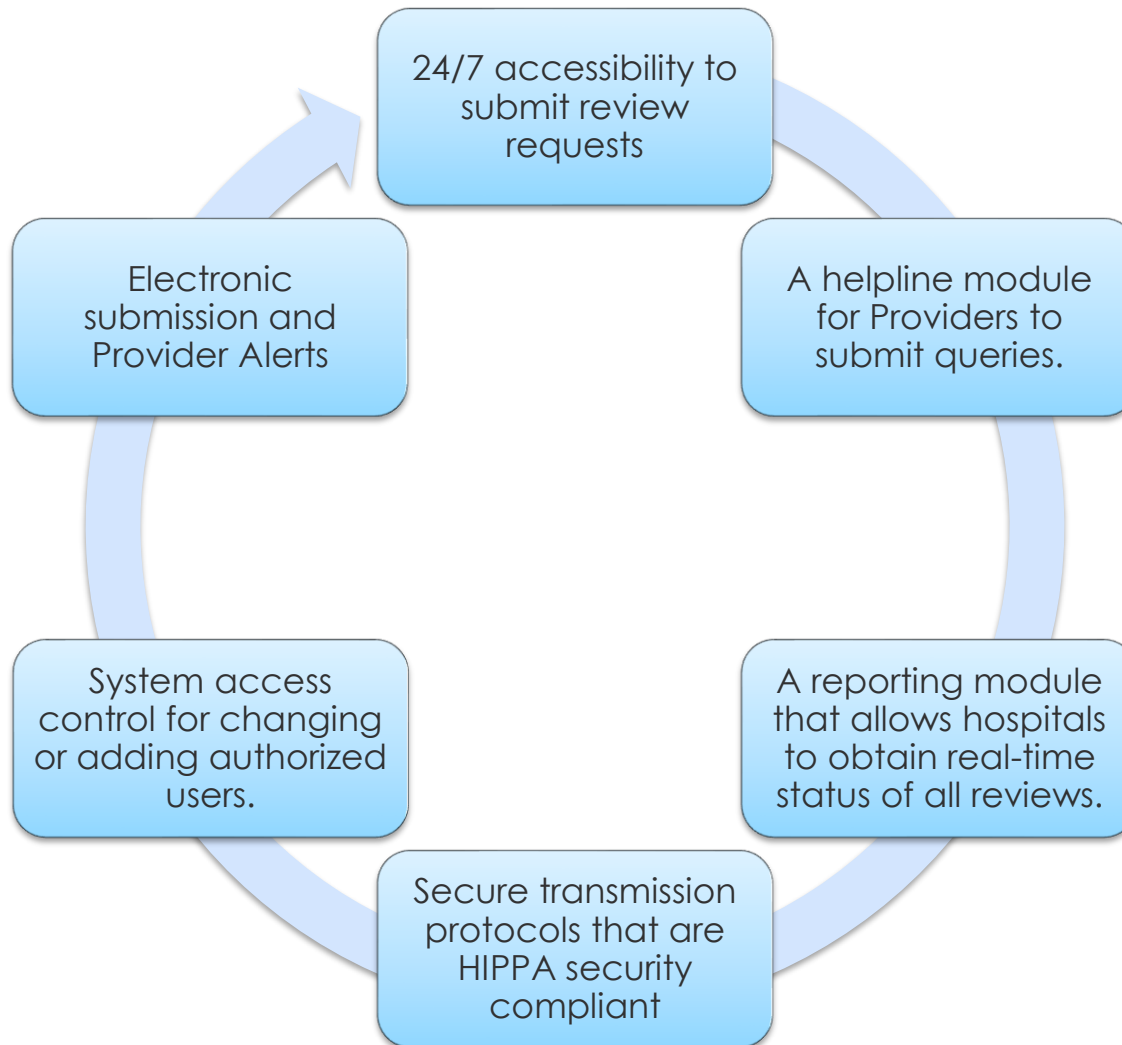 24/7 accessibility to
submit review
requests
A helpline module
for Providers to
submit queries.
A reporting module
that allows hospitals
to obtain real-time
status of all reviews.
Secure transmission
protocols that are
HIPPA security
compliant
System access
control for changing
or adding authorized
users.
Electronic
submission and
Provider Alerts